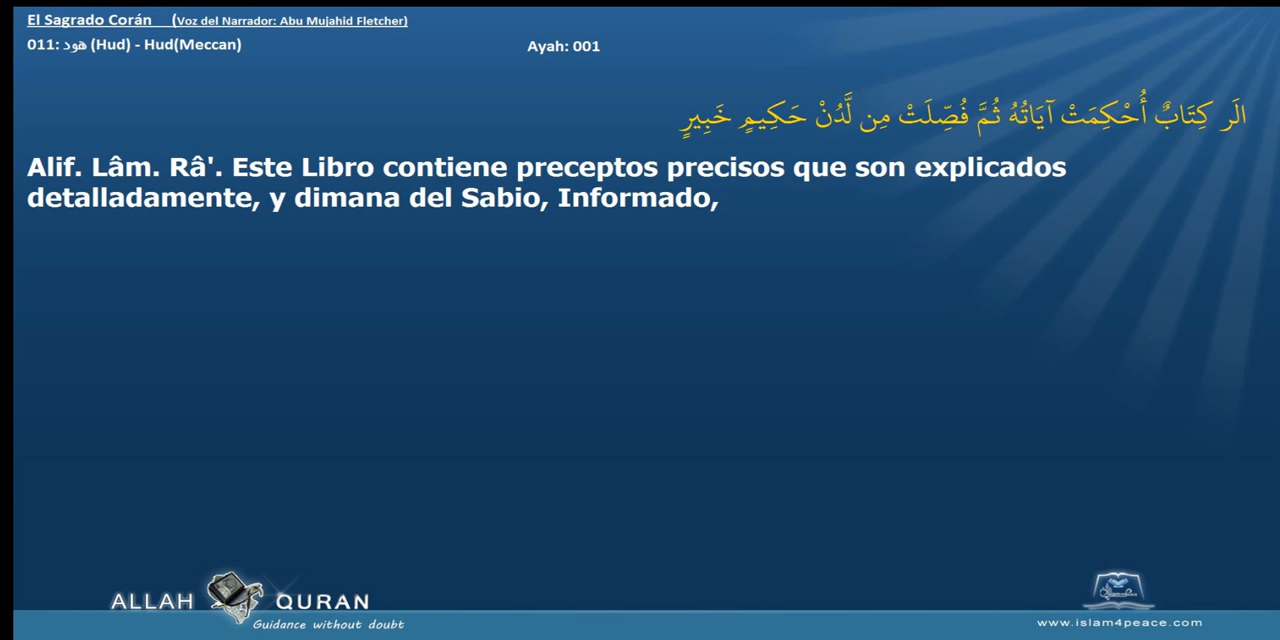 El Sagrado Corán (Voz del Narrador: Abu Mujahid Fletcher)
011: هود (Hud) - Hud(Meccan) Ayah: 001
الَر كِتَابٌ أُحْكِمَتْ آيَاتُهُ ثُمَّ فُصِّلَتْ مِن لَّدُنْ حَكِيمٍ خَبِيرٍ
Alif. Lâm. Râ'. Este Libro contiene preceptos precisos que son explicados
detalladamente, y dimana del Sabio, Informado,
ALLAH QURAN
Guidance without doubt
www.islam4peace.com